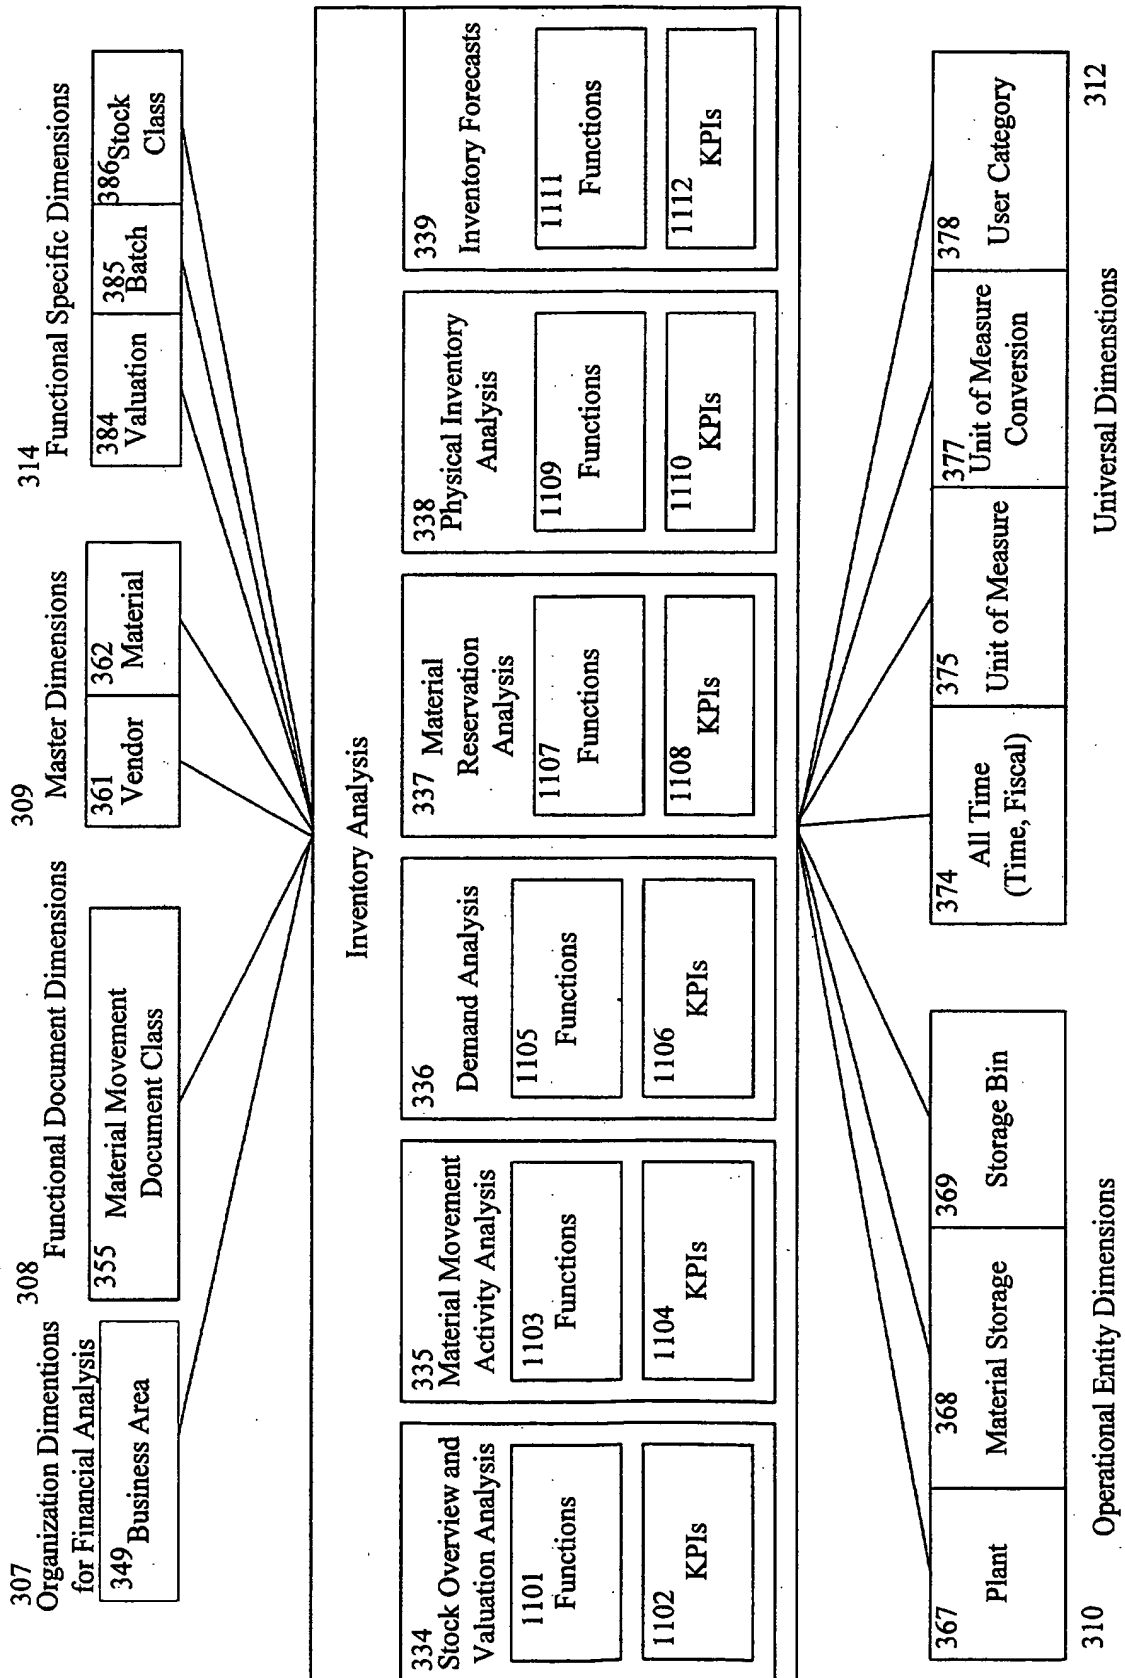 307
Organization Dimentions
for Financial Analysis
349 Business Area
308
Functional Document Dimensions
355 Material Movement
Document Class
309
Master Dimensions
361
Vendor
362
Material
314
Functional Specific Dimensions
384
Valuation
385
Batch
386 Stock
Class
Inventory Analysis
334
Stock Overview and
Valuation Analysis
1101
Functions
1102
KPIs
335
Material Movement
Activity Analysis
1103
Functions
1104
KPIs
336
Demand Analysis
1105
Functions
1106
KPIs
337 Material
Reservation
Analysis
1107
Functions
1108
KPIs
338
Physical Inventory
Analysis
1109
Functions
1110
KPIs
339
Inventory Forecasts
1111
Functions
1112
KPIs
367
Plant
368
Material Storage
369
Storage Bin
310
Operational Entity Dimensions
374
All Time
(Time, Fiscal)
375
Unit of Measure
377
Unit of Measure
Conversion
378
User Category
Universal Dimenstions
312